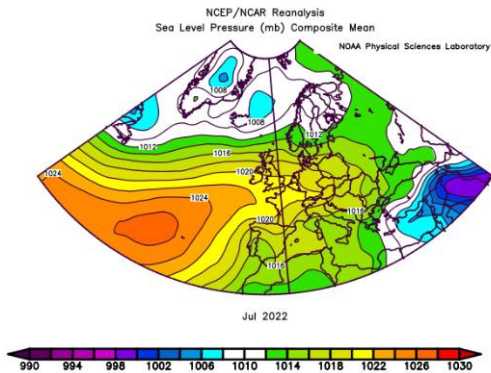 NCEP/NCAR Reanalysis
Sea Level Pressure (mb) Composite Mean
NOAA Physical Sciences Laboratory
1008
1008
1012
1012
1016
1024
1020
1024
1020
1016
1016
Jul 2022
990 994 998 1002 1006 1010 1014 1018 1022 1026 1030